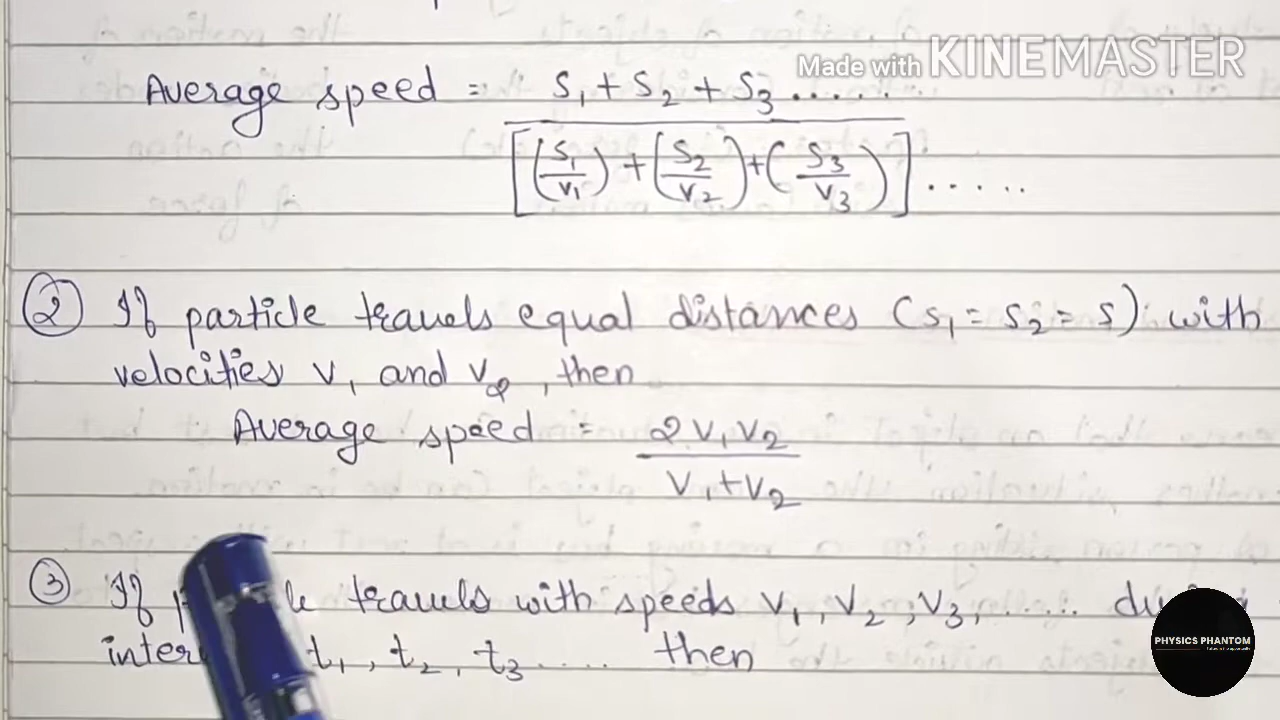 Made with KINEMASTER
Average speed = S₁ + S₂ + S₃ .....
[(S₁/v₁) + (S₂/v₂) + (S₃/v₃)] .....
② If particle travels equal distances (s₁ = s₂ = s) with
velocities v₁ and v₂, then
Average speed = 2v₁v₂
v₁+v₂
③ If travels with speeds v₁, v₂, v₃, .....
t₁, t₂, t₃ .... then
PHYSICS PHANTOM